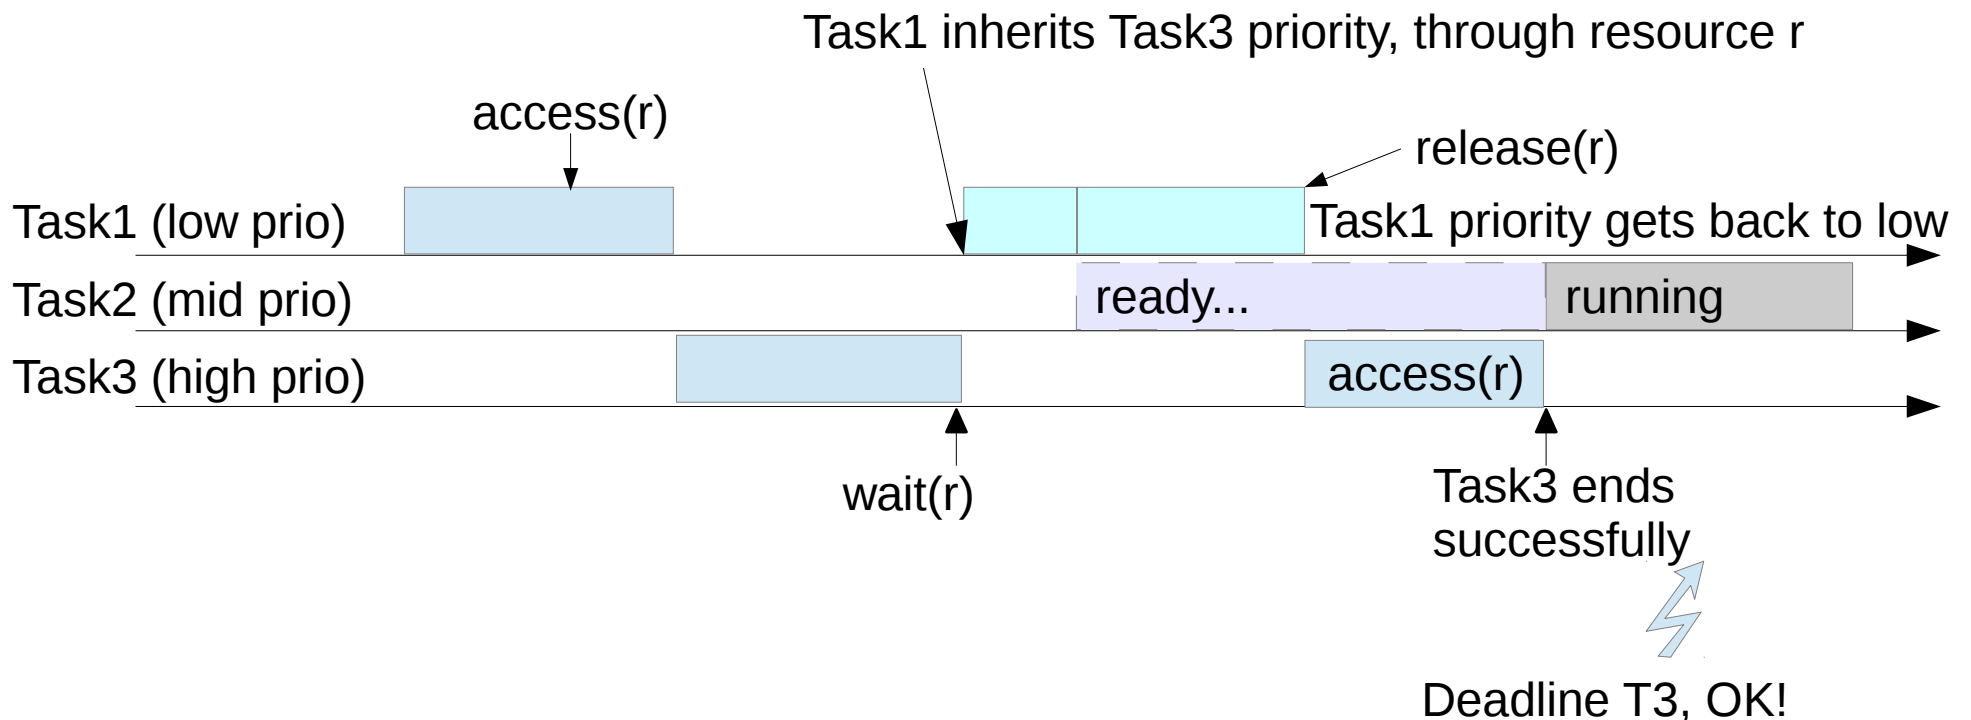 Task1 inherits Task3 priority, through resource r
access(r)
release(r)
Task1 (low prio)
Task1 priority gets back to low
Task2 (mid prio)
ready...
running
Task3 (high prio)
access(r)
wait(r)
Task3 ends
successfully
Deadline T3, OK!